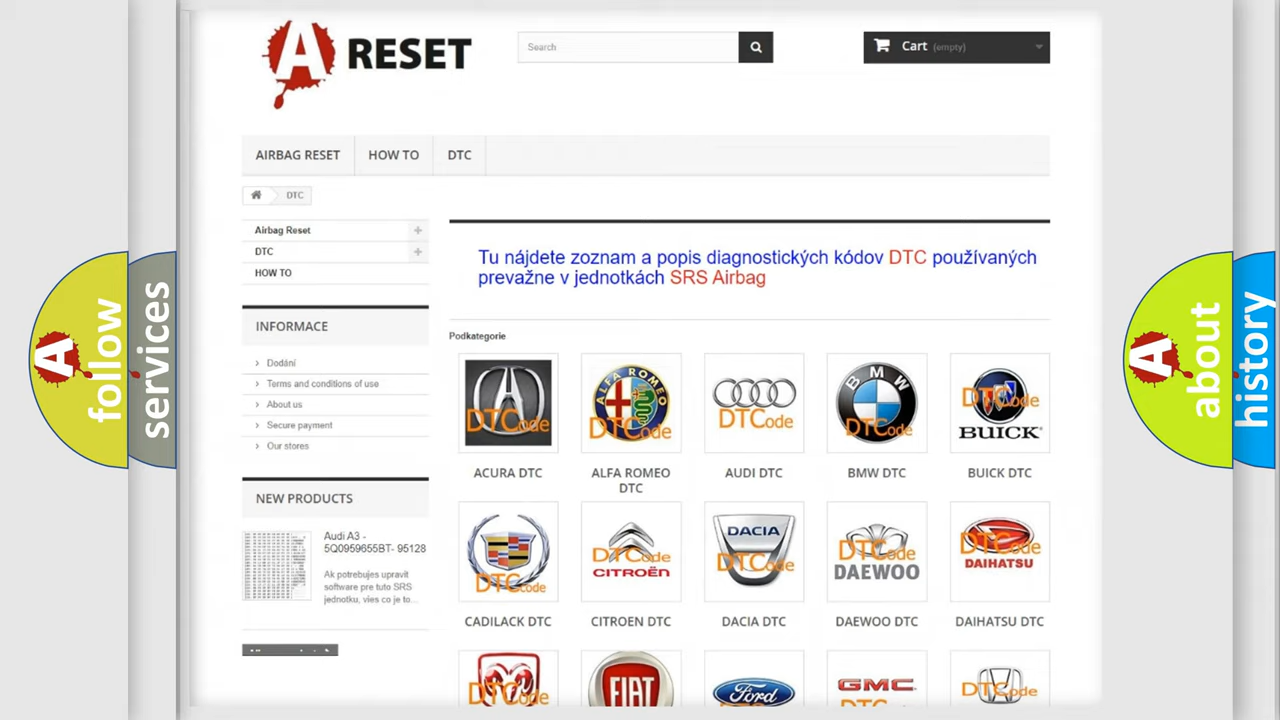 A RESET
Search
Cart (empty)
AIRBAG RESET
HOW TO
DTC
DTC
Airbag Reset
DTC
HOW TO
Tu nájdete zoznam a popis diagnostických kódov DTC používaných
prevažne v jednotkách SRS Airbag
INFORMACE
Dodání
Terms and conditions of use
About us
Secure payment
Our stores
NEW PRODUCTS
Audi A3 -
5Q0959655BT- 95128
Ak potrebujes upravit
software pre tuto SRS
jednotku, vies co je to...
Podkategorie
DTCode
ALFA ROMEO
DTCode
DTCode
BMW
DTCode
DTCode
BUICK
ACURA DTC
ALFA ROMEO
DTC
AUDI DTC
BMW DTC
BUICK DTC
DTCode
DTCode
CITROËN
DACIA
DTCode
DTCode
DAEWOO
DTCode
DAIHATSU
CADILACK DTC
CITROEN DTC
DACIA DTC
DAEWOO DTC
DAIHATSU DTC
DTCode
FIAT
Ford
GMC
DTCode
A follow
services
A about
history